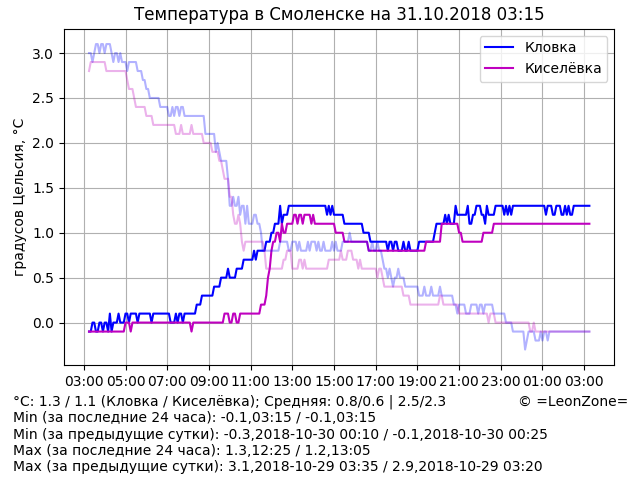 Температура в Смоленске на 31.10.2018 03:15
Кловка
Киселёвка
градусов Цельсия, °C
3.0
2.5
2.0
1.5
1.0
0.5
0.0
03:00 05:00 07:00 09:00 11:00 13:00 15:00 17:00 19:00 21:00 23:00 01:00 03:00
°C: 1.3 / 1.1 (Кловка / Киселёвка); Средняя: 0.8/0.6 | 2.5/2.3 © =LeonZone=
Min (за последние 24 часа): -0.1,03:15 / -0.1,03:15
Min (за предыдущие сутки): -0.3,2018-10-30 00:10 / -0.1,2018-10-30 00:25
Max (за последние 24 часа): 1.3,12:25 / 1.2,13:05
Max (за предыдущие сутки): 3.1,2018-10-29 03:35 / 2.9,2018-10-29 03:20